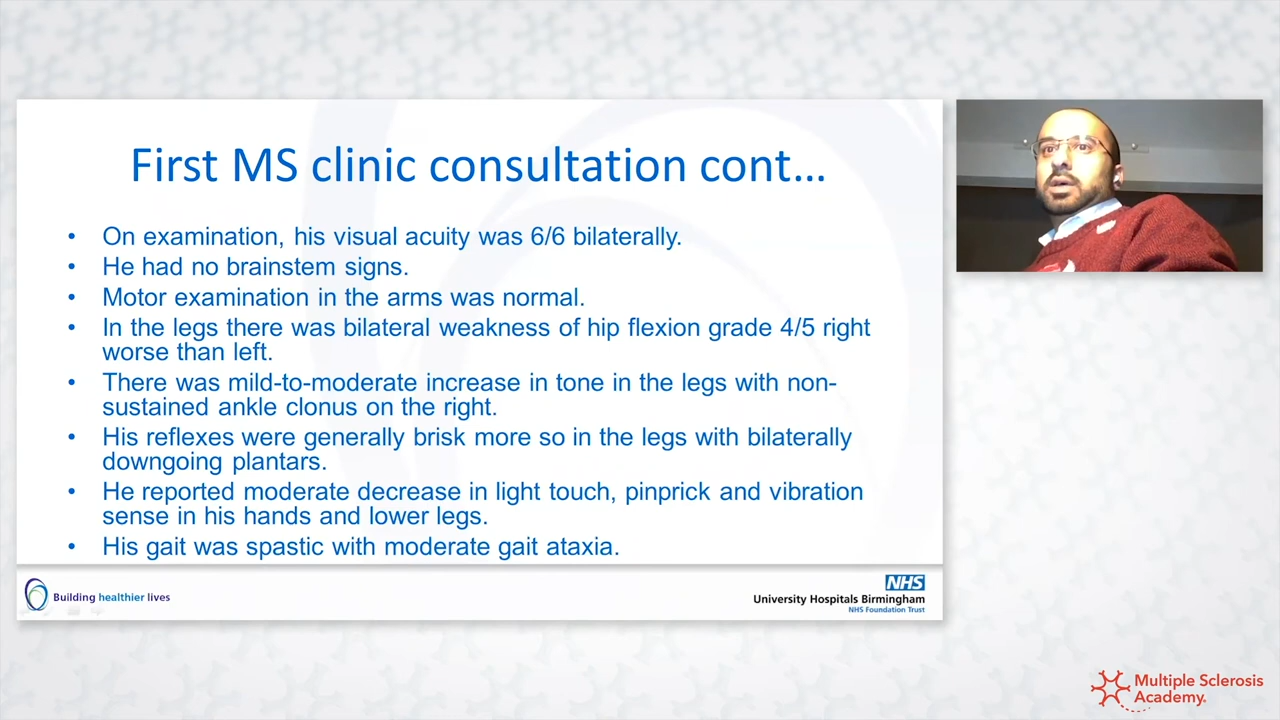 First MS clinic consultation cont...
• On examination, his visual acuity was 6/6 bilaterally.
• He had no brainstem signs.
• Motor examination in the arms was normal.
• In the legs there was bilateral weakness of hip flexion grade 4/5 right
worse than left.
• There was mild-to-moderate increase in tone in the legs with non-
sustained ankle clonus on the right.
• His reflexes were generally brisk more so in the legs with bilaterally
downgoing plantars.
• He reported moderate decrease in light touch, pinprick and vibration
sense in his hands and lower legs.
• His gait was spastic with moderate gait ataxia.
Building healthier lives
NHS
University Hospitals Birmingham
NHS Foundation Trust
Multiple Sclerosis
Academy.